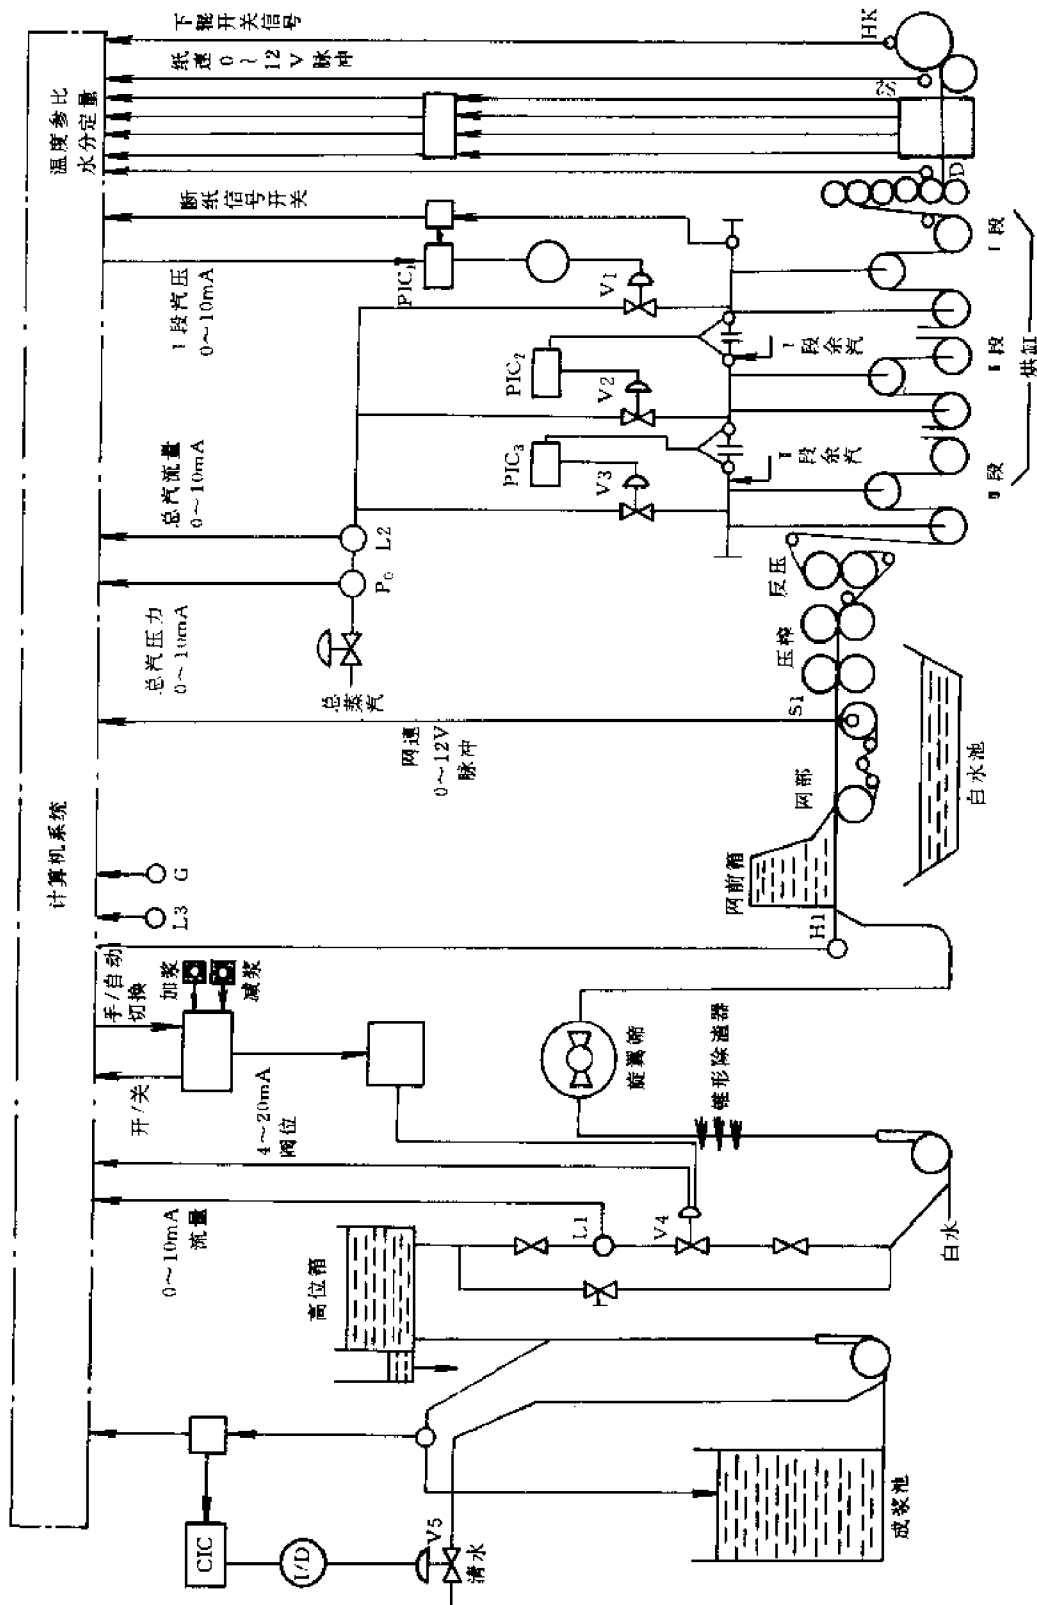 计算机系统
开/关
手/自动
切换
加浆
减浆
L3
G
0～10mA
流量
4～20mA
阀位
CIC
I/D
V5
清水
成浆池
高位箱
L1
V4
白水
锥形除渣器
旋翼筛
H1
网前箱
网部
白水池
网速
0～12V
脉冲
S1
压榨
反压
总汽压力
0～10mA
总汽流量
0～10mA
总
蒸汽
P₀
L2
I段汽压
0～10mA
断纸信号开关
PIC₁
PIC₂
PIC₃
V1
V2
V3
I
段余汽
II
段余汽
I段
II段
III段
烘缸
温度参比
水分定量
纸速0～12V脉冲
下辊开关信号
HK
S2
D